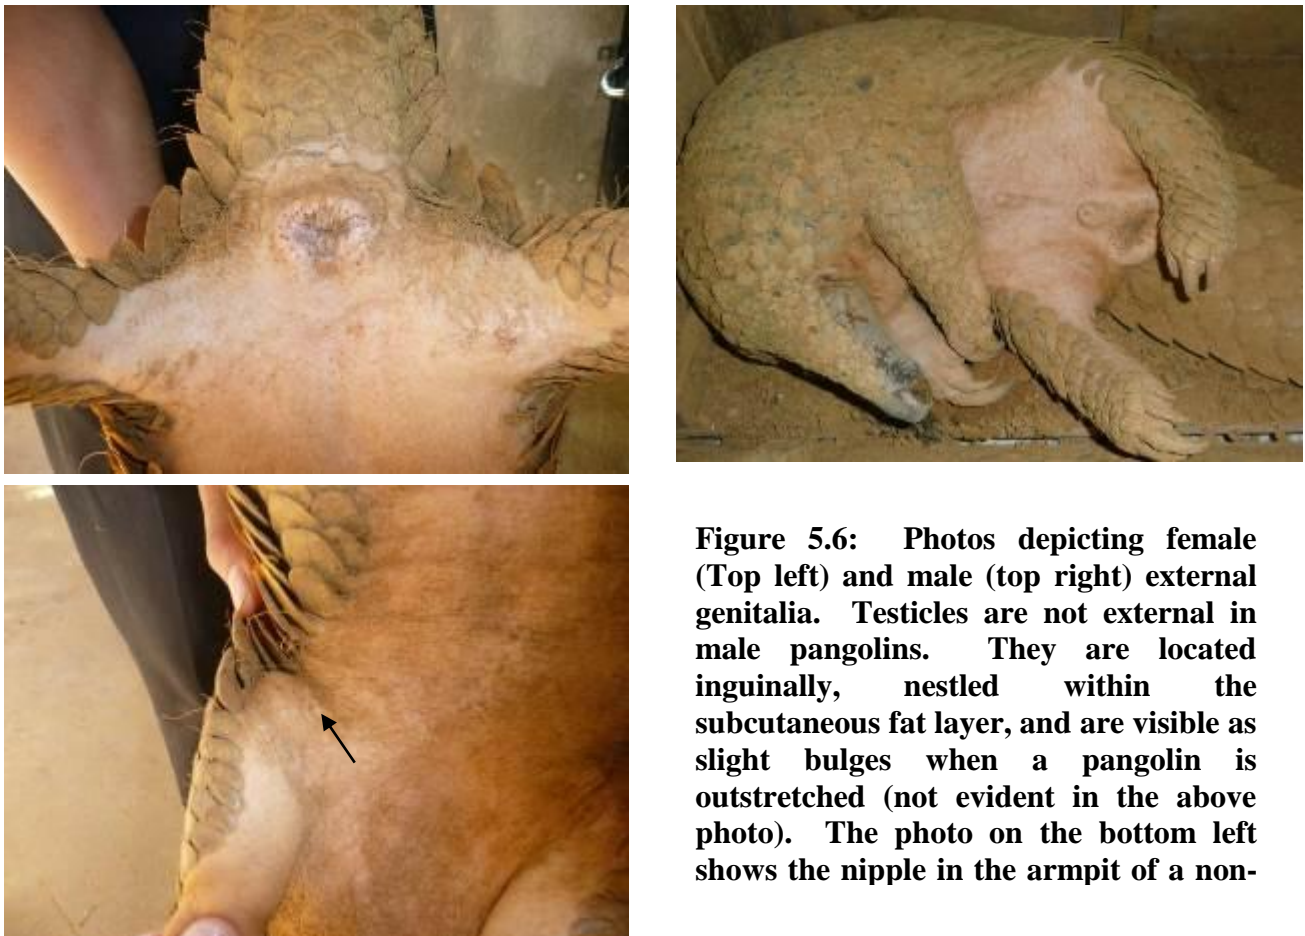 Figure 5.6: Photos depicting female
(Top left) and male (top right) external
genitalia. Testicles are not external in
male pangolins. They are located
inguinally, nestled within the
subcutaneous fat layer, and are visible as
slight bulges when a pangolin is
outstretched (not evident in the above
photo). The photo on the bottom left
shows the nipple in the armpit of a non-